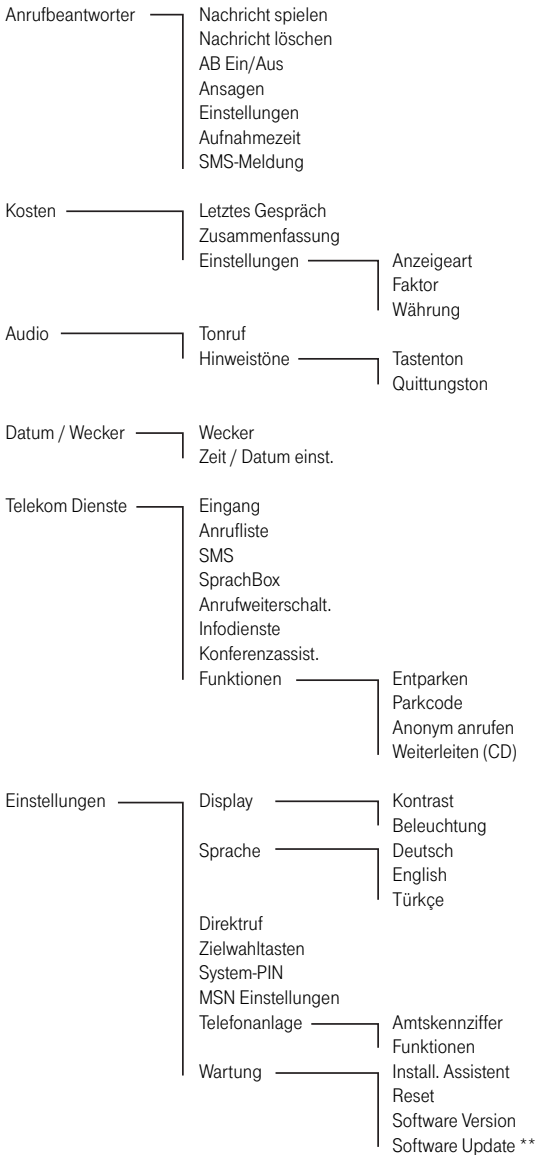 Anrufbeantworter Nachricht spielen
Nachricht löschen
AB Ein/Aus
Ansagen
Einstellungen
Aufnahmezeit
SMS-Meldung
Kosten Letztes Gespräch
Zusammenfassung
Einstellungen Anzeigeart
Faktor
Währung
Audio Tonruf
Hinweistöne Tastenton
Quittungston
Datum / Wecker Wecker
Zeit / Datum einst.
Telekom Dienste Eingang
Anrufliste
SMS
SprachBox
Anrufweiterschalt.
Infodienste
Konferenzassist.
Funktionen Entparken
Parkcode
Anonym anrufen
Weiterleiten (CD)
Einstellungen Display Kontrast
Beleuchtung
Sprache Deutsch
English
Türkçe
Direktruf
Zielwahltasten
System-PIN
MSN Einstellungen
Telefonanlage Amtskennziffer
Funktionen
Wartung Install. Assistent
Reset
Software Version
Software Update **